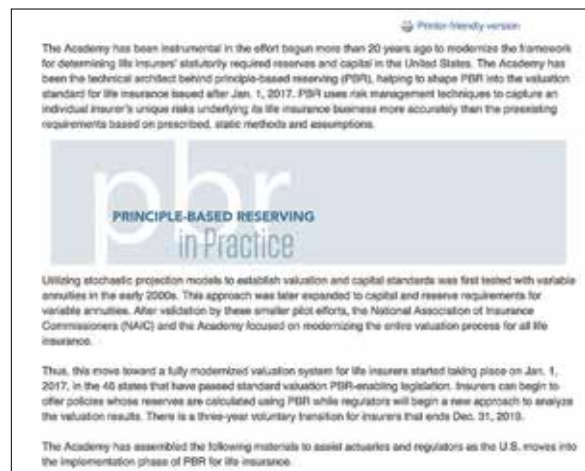 Printer-friendly version
The Academy has been instrumental in the effort begun more than 20 years ago to modernize the framework
for determining life insurers' statutorily required reserves and capital in the United States. The Academy has
been the technical architect behind principle-based reserving (PBR), helping to shape PBR into the valuation
standard for life insurance issued after Jan. 1, 2017. PBR uses risk management techniques to capture an
individual insurer's unique risks underlying its life insurance business more accurately than the preexisting
requirements based on prescribed, static methods and assumptions.
pbr
PRINCIPLE-BASED RESERVING
in Practice
Utilizing stochastic projection models to establish valuation and capital standards was first tested with variable
annuities in the early 2000s. This approach was later expanded to capital and reserve requirements for
variable annuities. After validation by these smaller pilot efforts, the National Association of Insurance
Commissioners (NAIC) and the Academy focused on modernizing the entire valuation process for all life
insurance.
Thus, this move toward a fully modernized valuation system for life insurers started taking place on Jan. 1,
2017, in the 46 states that have passed standard valuation PBR-enabling legislation. Insurers can begin to
offer policies whose reserves are calculated using PBR while regulators will begin a new approach to analyze
the valuation results. There is a three-year voluntary transition for insurers that ends Dec. 31, 2019.
The Academy has assembled the following materials to assist actuaries and regulators as the U.S. moves into
the implementation phase of PBR for life insurance.